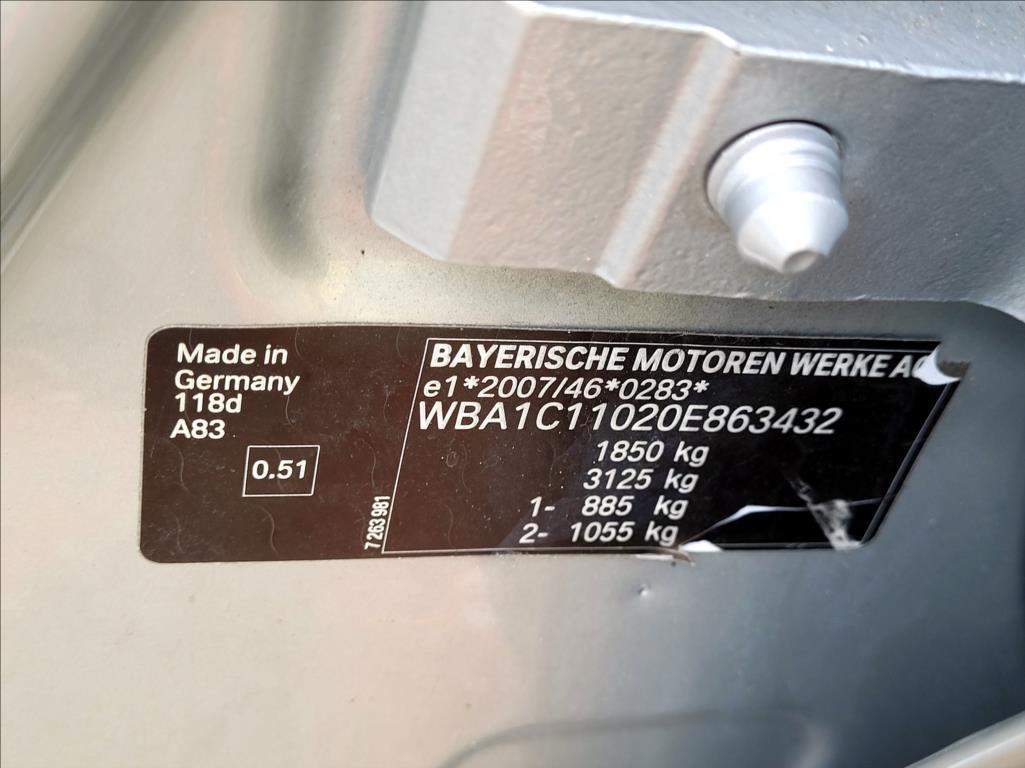 Made in
Germany
118d
A83
0.51
7 263 981
BAYERISCHE MOTOREN WERKE AG
e1*2007/46*0283*
WBA1C11020E863432
1850 kg
3125 kg
1- 885 kg
2- 1055 kg